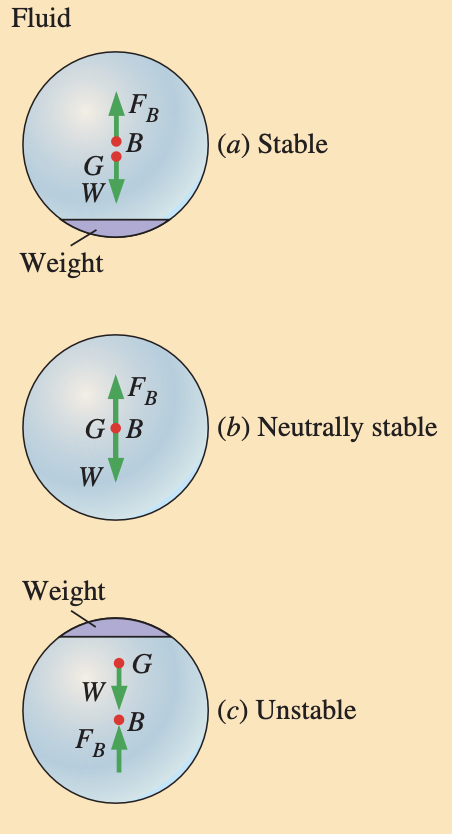 Fluid
F_B
B
(a) Stable
G
W
Weight
F_B
G B
(b) Neutrally stable
W
Weight
G
W
B
(c) Unstable
F_B